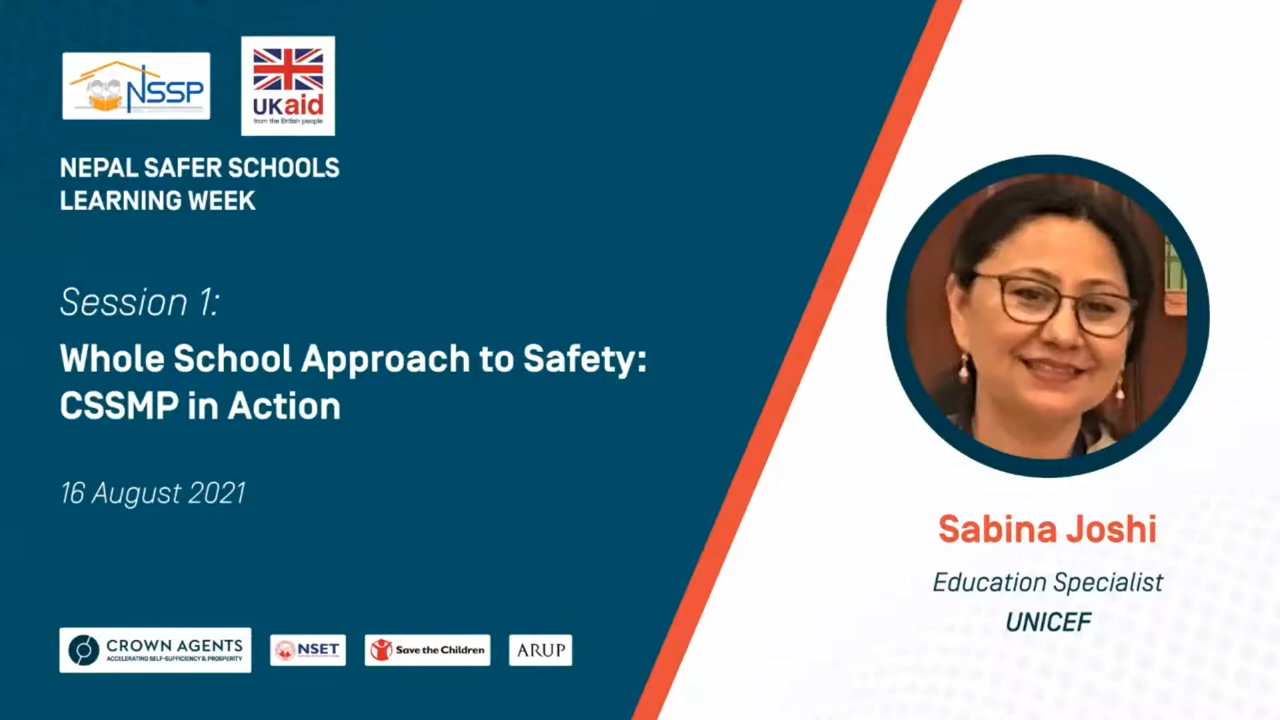 NSSP
UKaid
from the British people
NEPAL SAFER SCHOOLS
LEARNING WEEK
Session 1:
Whole School Approach to Safety:
CSSMP in Action
16 August 2021
Sabina Joshi
Education Specialist
UNICEF
CROWN AGENTS
ACCELERATING SELF-SUFFICIENCY & PROSPERITY
NSET
Save the Children
ARUP